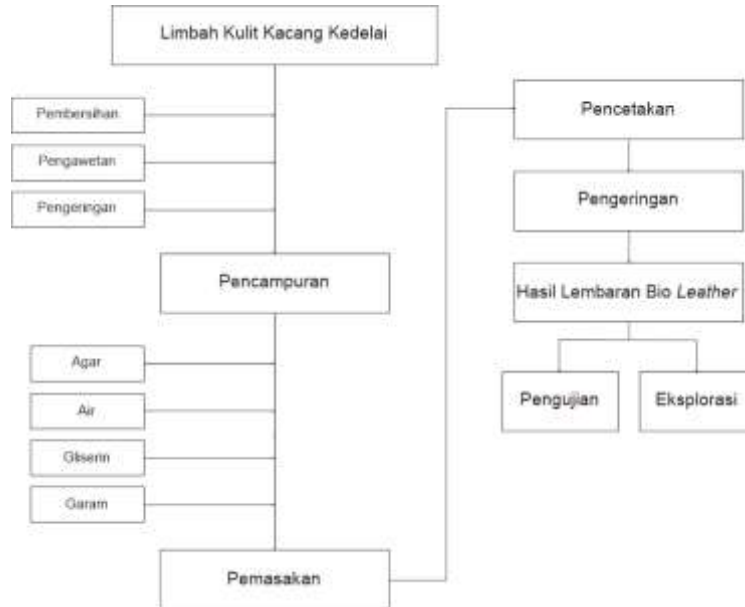 Limbah Kulit Kacang Kedelai
Pembersihan
Pengawetan
Pengeringan
Pencampuran
Agar
Air
Gliserin
Garam
Pemasakan
Pencetakan
Pengeringan
Hasil Lembaran Bio Leather
Pengujian
Eksplorasi